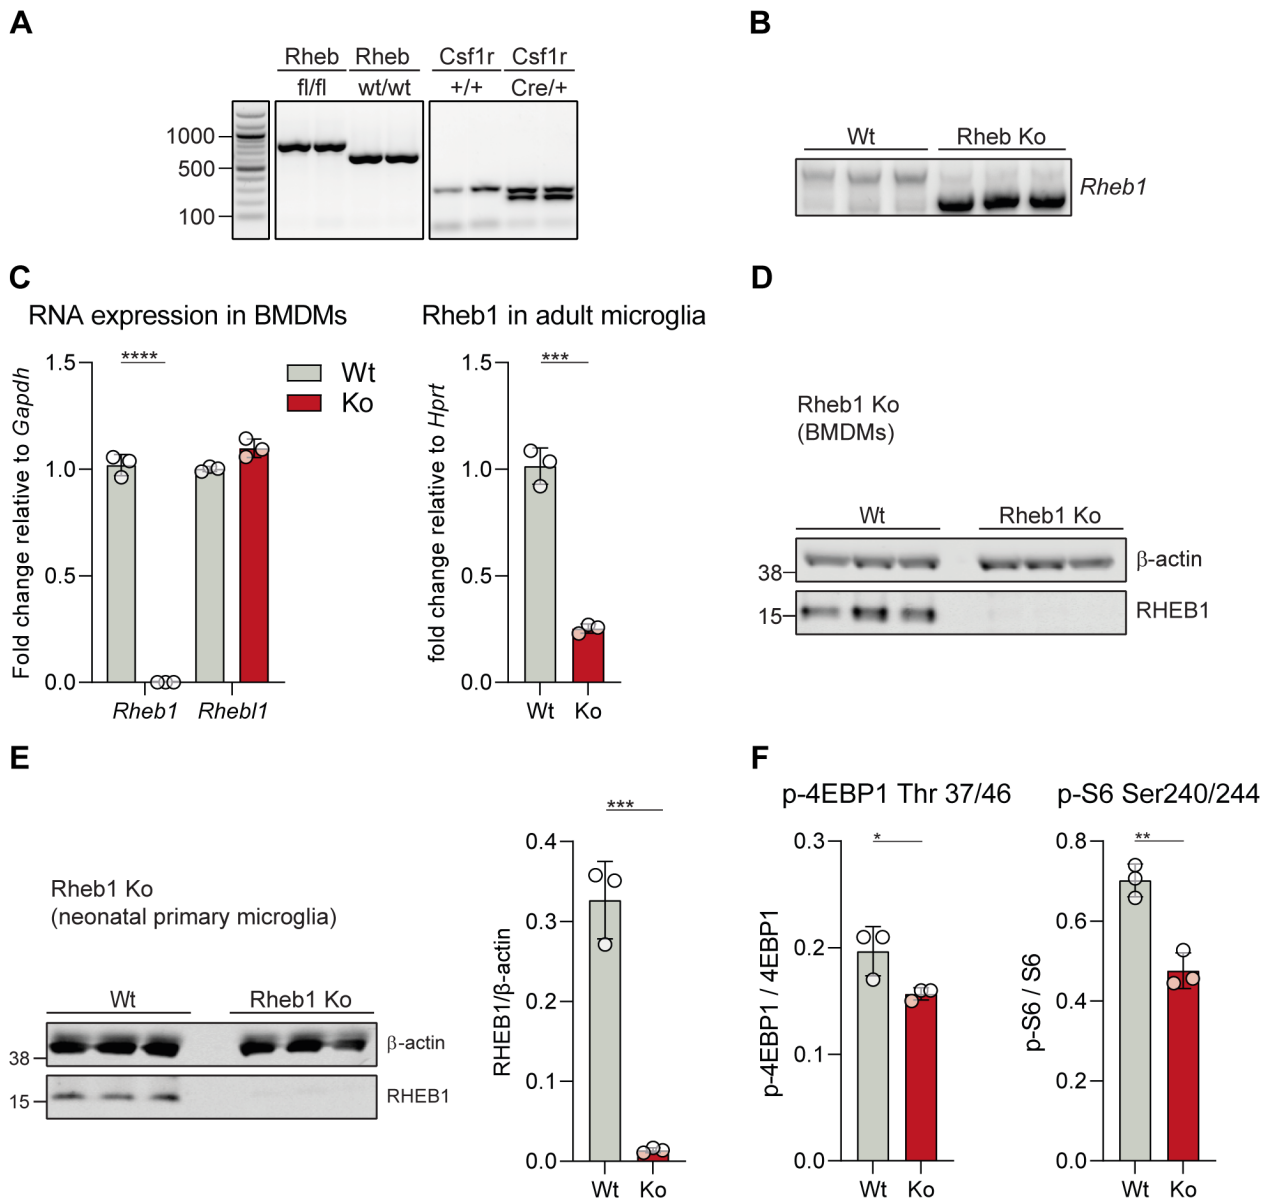 A
B
Rheb Rheb Csf1r Csf1r
fl/fl wt/wt +/+ Cre/+
1000
500
100
Wt Rheb Ko
Rheb1
C
D
RNA expression in BMDMs
Fold change relative to Gapdh
1.5
1.0
0.5
0.0
****
Wt
Ko
Rheb1 Rhebl1
Rheb1 in adult microglia
fold change relative to Hprt
1.5
1.0
0.5
0.0
***
Wt Ko
Rheb1 Ko
(BMDMs)
Wt Rheb1 Ko
38
β-actin
15
RHEB1
E
F
Rheb1 Ko
(neonatal primary microglia)
Wt Rheb1 Ko
38
β-actin
15
RHEB1
RHEB1/β-actin
0.4
0.3
0.2
0.1
0.0
***
Wt Ko
p-4EBP1 Thr 37/46
p-4EBP1 / 4EBP1
0.3
0.2
0.1
0.0
*
Wt Ko
p-S6 Ser240/244
p-S6 / S6
0.8
0.6
0.4
0.2
0.0
**
Wt Ko